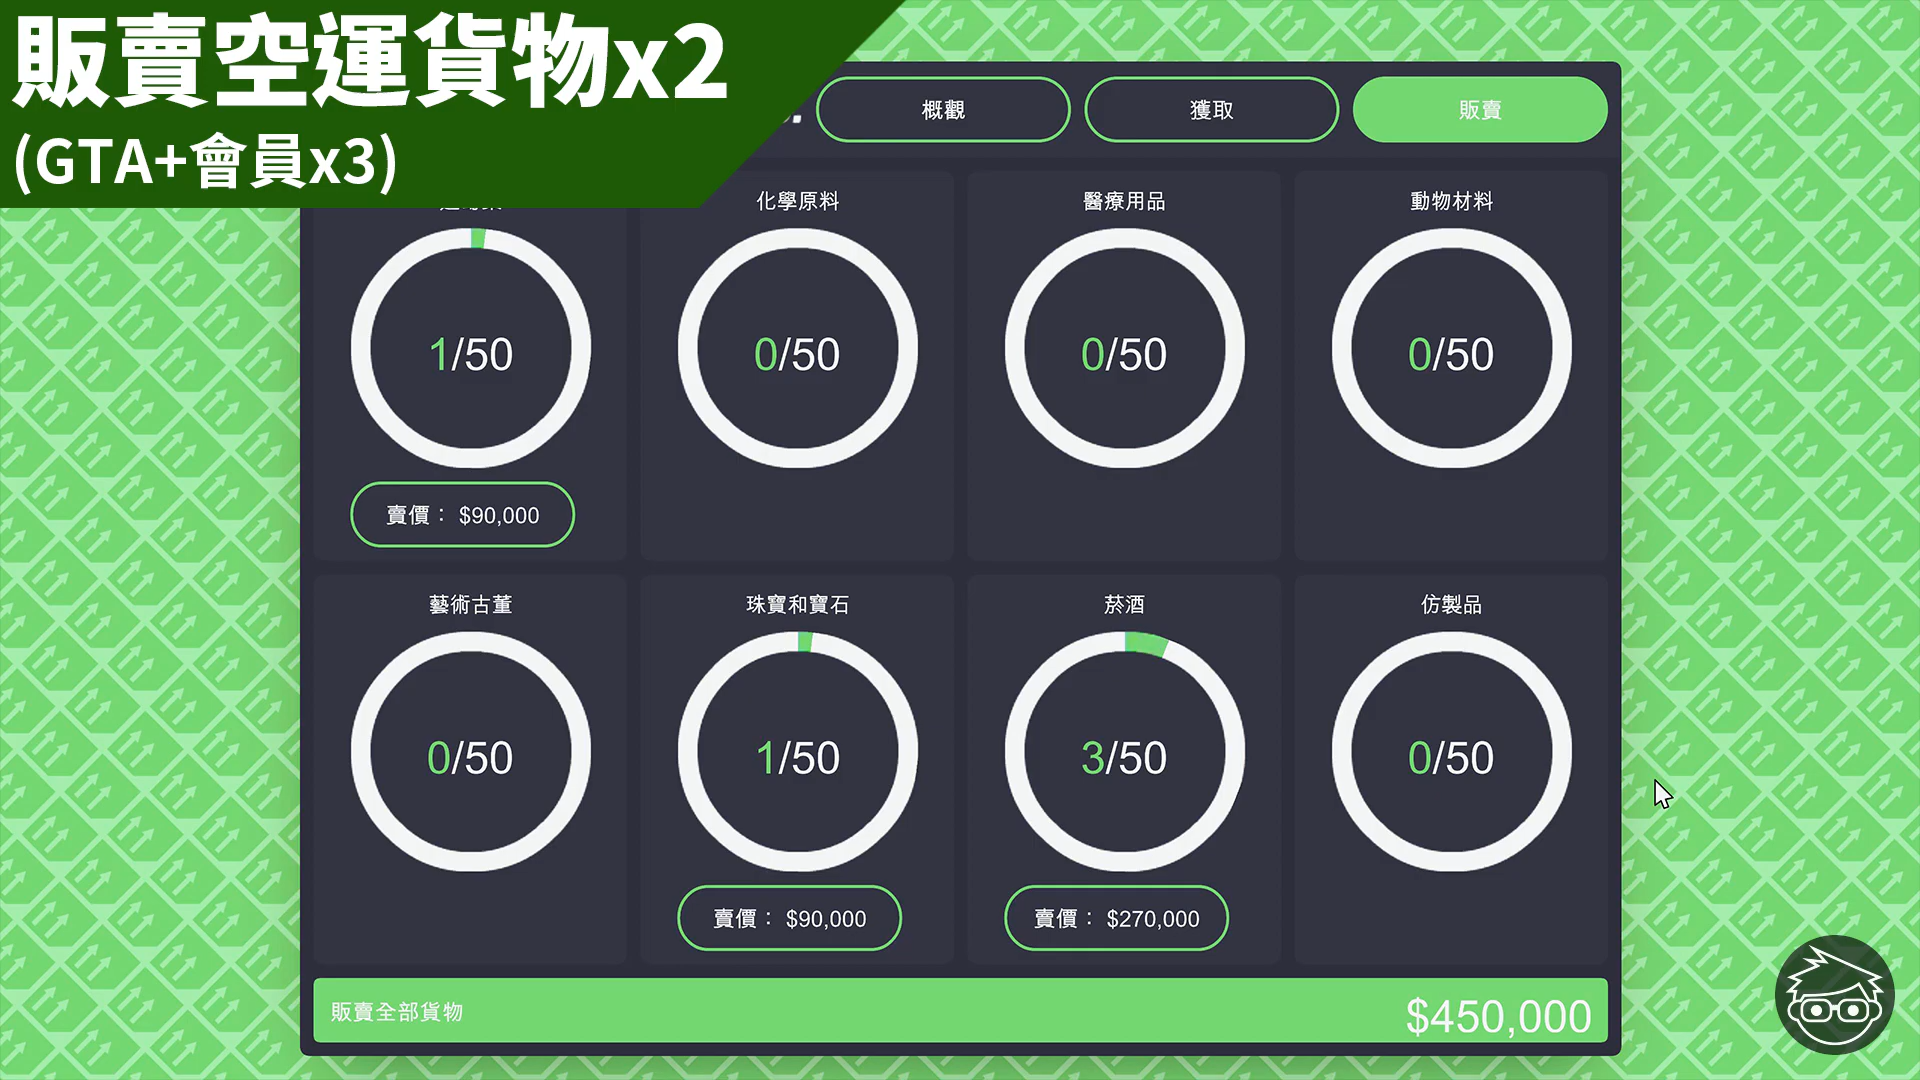 販賣空運貨物x2
(GTA+會員x3)
概觀
獲取
販賣
化學原料
醫療用品
動物材料
1/50
0/50
0/50
0/50
賣價： $90,000
藝術古董
珠寶和寶石
菸酒
仿製品
0/50
1/50
3/50
0/50
賣價： $90,000
賣價： $270,000
販賣全部貨物
$450,000